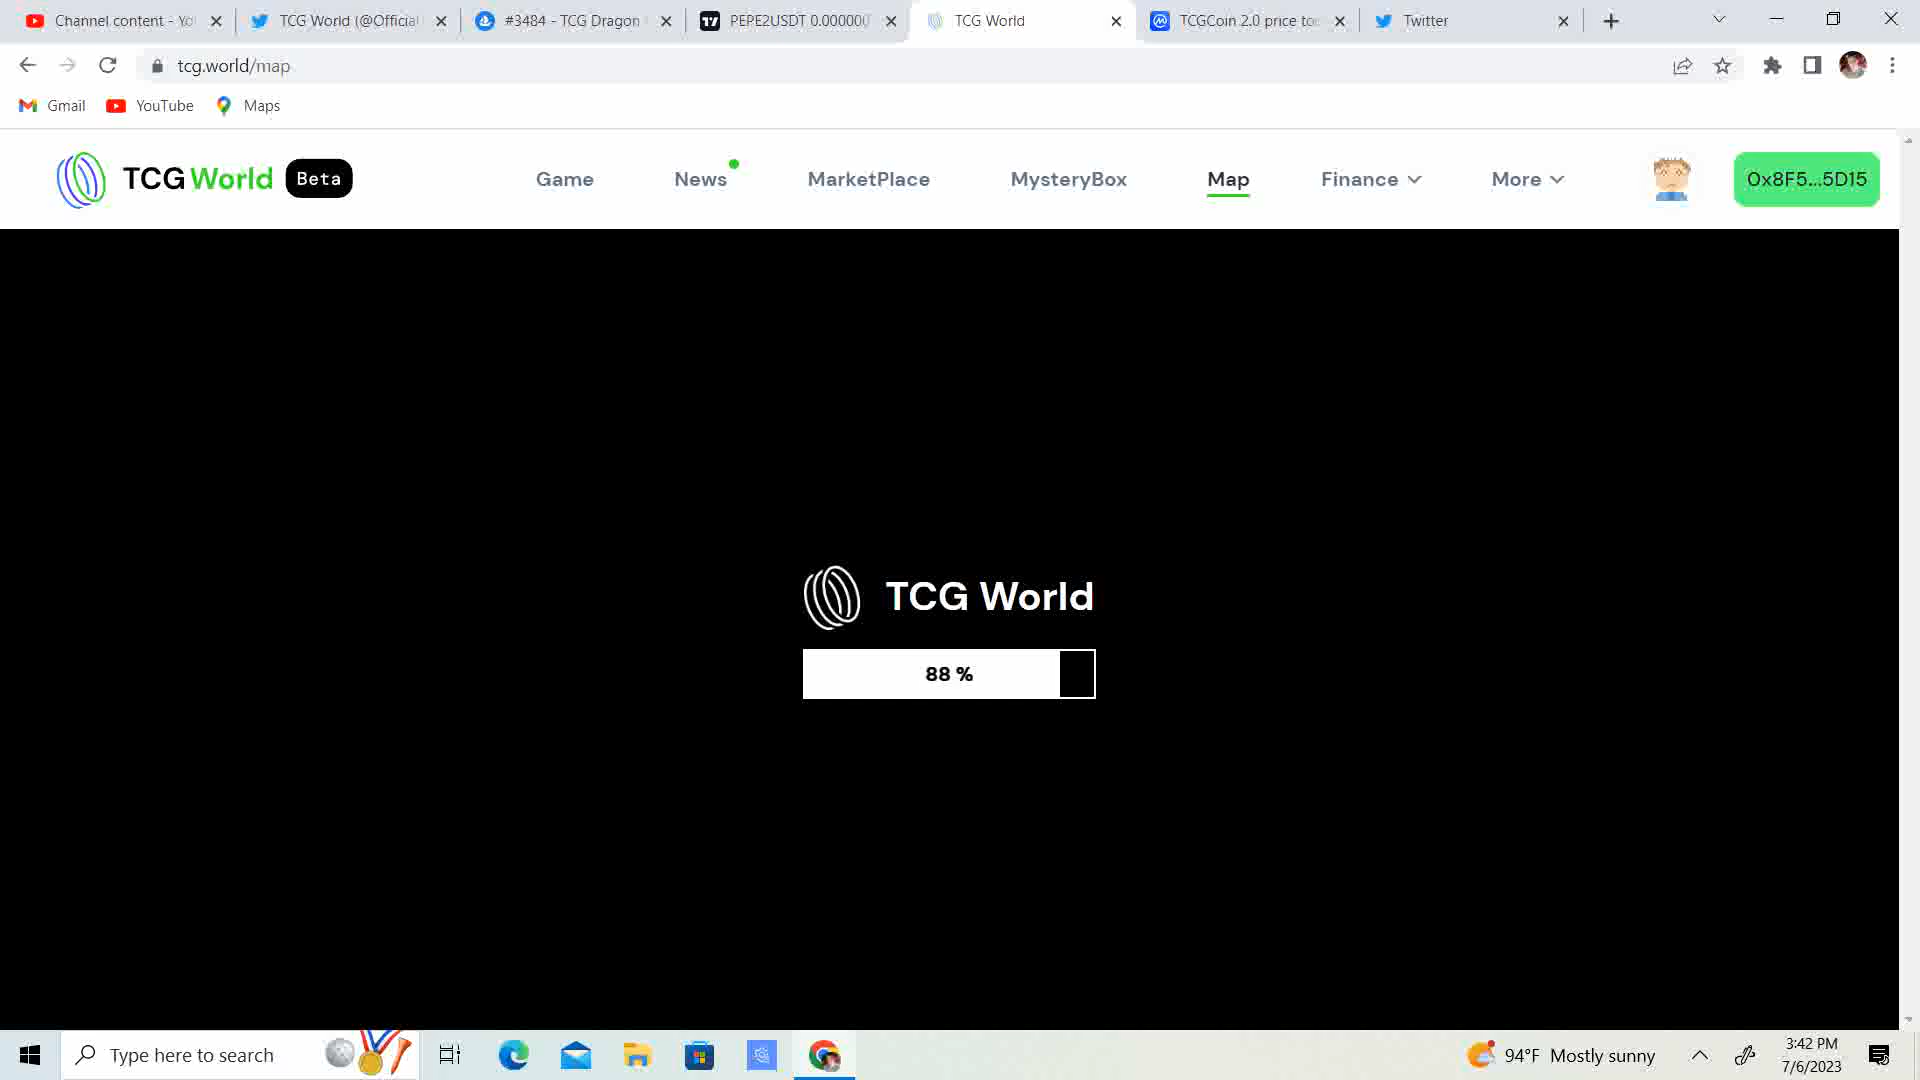 Channel content - Yo
TCG World (@Official
#3484 - TCG Dragon
PEPE2USDT 0.000000
TCG World
TCGCoin 2.0 price to
Twitter
tcg.world/map
Gmail
YouTube
Maps
TCG World Beta
Game
News
MarketPlace
MysteryBox
Map
Finance
More
0x8F5...5D15
TCG World
88 %
Type here to search
94°F Mostly sunny
3:42 PM
7/6/2023